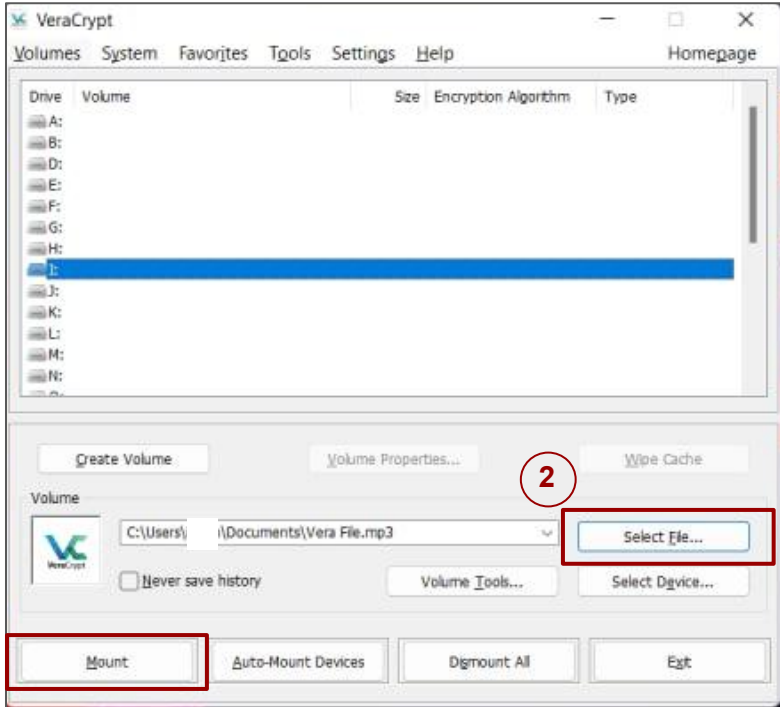 VeraCrypt
Volumes System Favorites Tools Settings Help Homepage
Drive Volume Size Encryption Algorithm Type
A:
B:
D:
E:
F:
G:
H:
I:
J:
K:
L:
M:
N:
Create Volume Volume Properties... Wipe Cache
2
Volume
VeraCrypt
C:\Users\ \Documents\Vera File.mp3 Select File...
Never save history Volume Tools... Select Device...
Mount Auto-Mount Devices Dismount All Exit